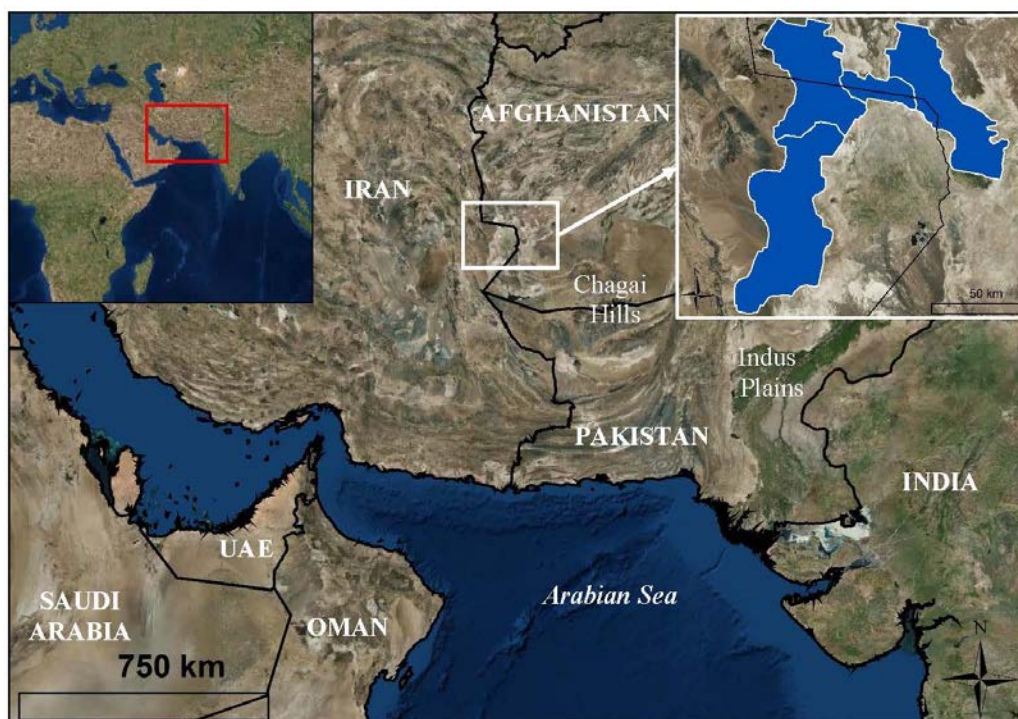 AFGHANISTAN
IRAN
50 km
Chagai
Hills
Indus
Plains
PAKISTAN
INDIA
UAE
Arabian Sea
SAUDI
ARABIA
OMAN
750 km
N